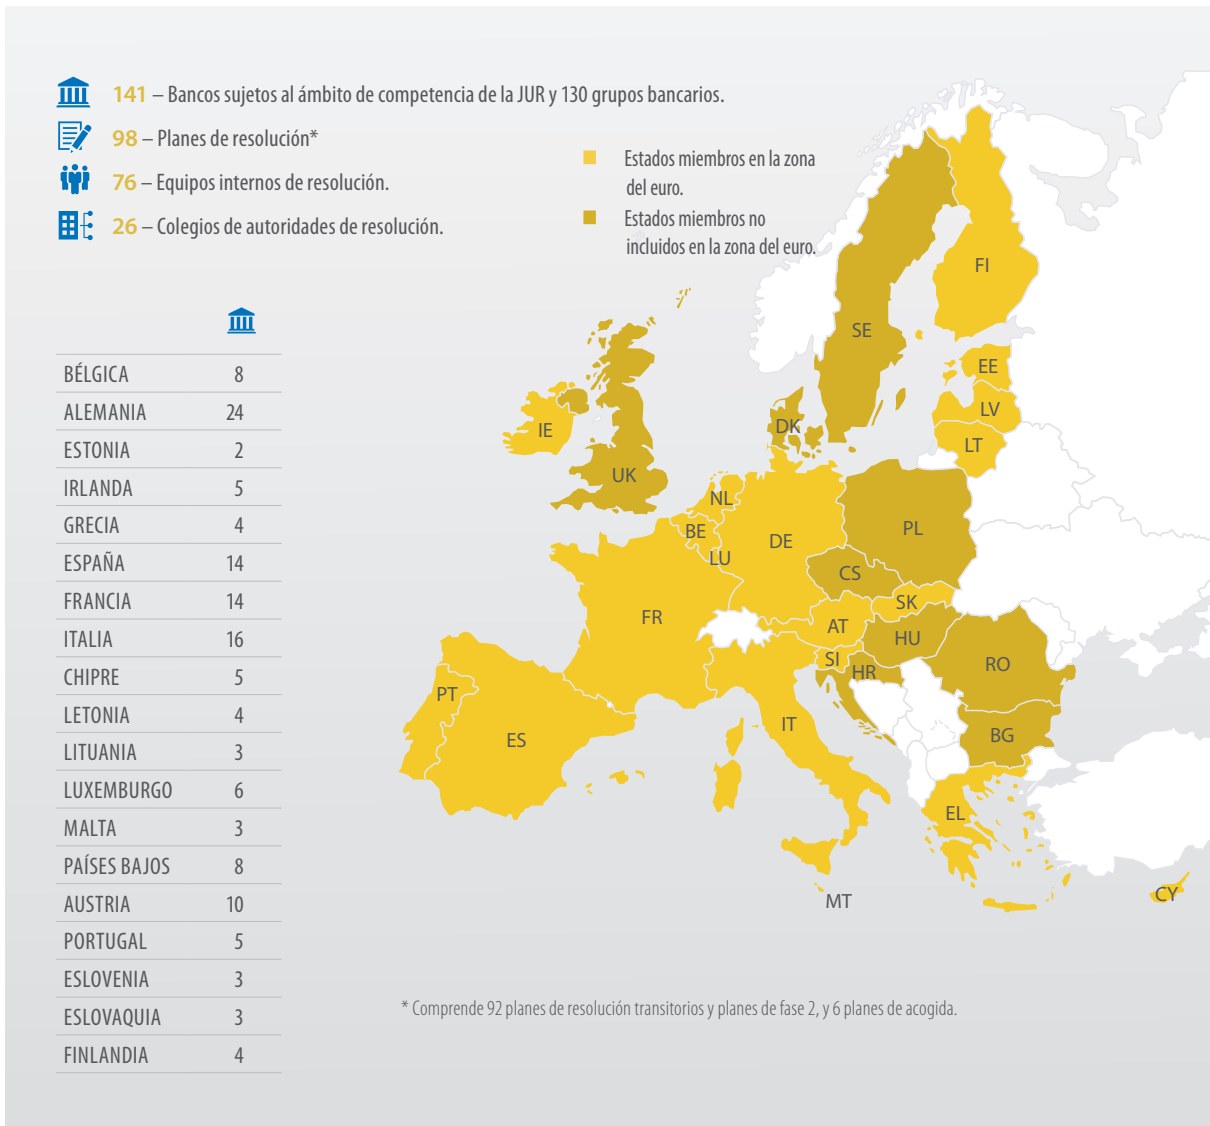 141 – Bancos sujetos al ámbito de competencia de la JUR y 130 grupos bancarios.
98 – Planes de resolución*
76 – Equipos internos de resolución.
26 – Colegios de autoridades de resolución.
Estados miembros en la zona
del euro.
Estados miembros no
incluidos en la zona del euro.
BÉLGICA 8
ALEMANIA 24
ESTONIA 2
IRLANDA 5
GRECIA 4
ESPAÑA 14
FRANCIA 14
ITALIA 16
CHIPRE 5
LETONIA 4
LITUANIA 3
LUXEMBURGO 6
MALTA 3
PAÍSES BAJOS 8
AUSTRIA 10
PORTUGAL 5
ESLOVENIA 3
ESLOVAQUIA 3
FINLANDIA 4
FI
SE
EE
LV
LT
DK
IE
UK
NL
BE
LU
DE
PL
CS
SK
AT
HU
FR
SI
HR
RO
PT
ES
IT
BG
EL
MT
CY
* Comprende 92 planes de resolución transitorios y planes de fase 2, y 6 planes de acogida.